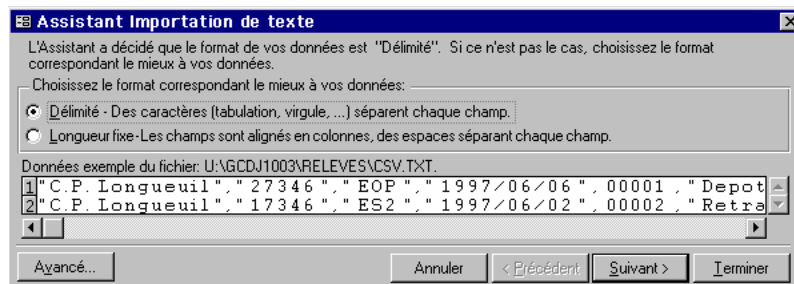 Assistant Importation de texte
L'Assistant a décidé que le format de vos données est "Délimité". Si ce n'est pas le cas, choisissez le format
correspondant le mieux à vos données.
Choisissez le format correspondant le mieux à vos données:
Délimité - Des caractères (tabulation, virgule, ...) séparent chaque champ.
Longueur fixe-Les champs sont alignés en colonnes, des espaces séparant chaque champ.
Données exemple du fichier: U:\GCDJ1003\RELEVES\CSV.TXT.
1 "C.P. Longueuil","27346","EOP","1997/06/06",00001,"Depot
2 "C.P. Longueuil","17346","ES2","1997/06/02",00002,"Retra
Avancé... Annuler < Précédent Suivant > Terminer